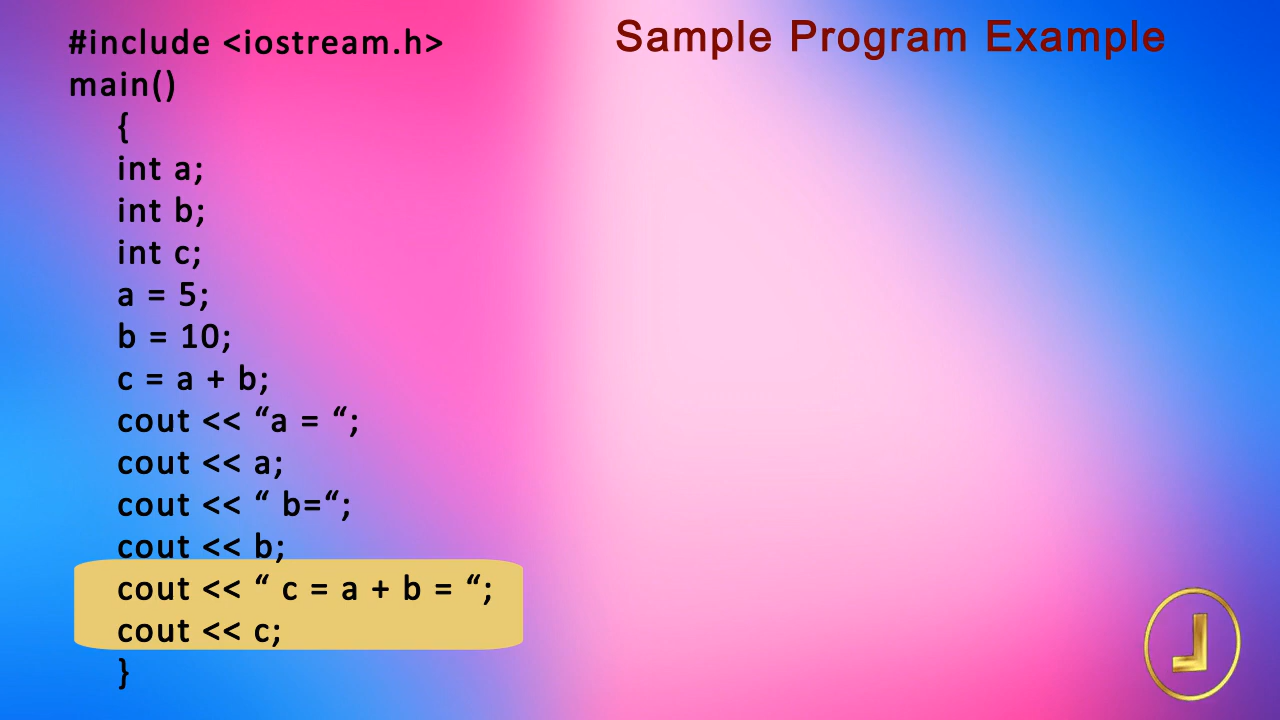 Sample Program Example
#include <iostream.h>
main()
{
int a;
int b;
int c;
a = 5;
b = 10;
c = a + b;
cout << “a = “;
cout << a;
cout << “ b=“;
cout << b;
cout << “ c = a + b = “;
cout << c;
}